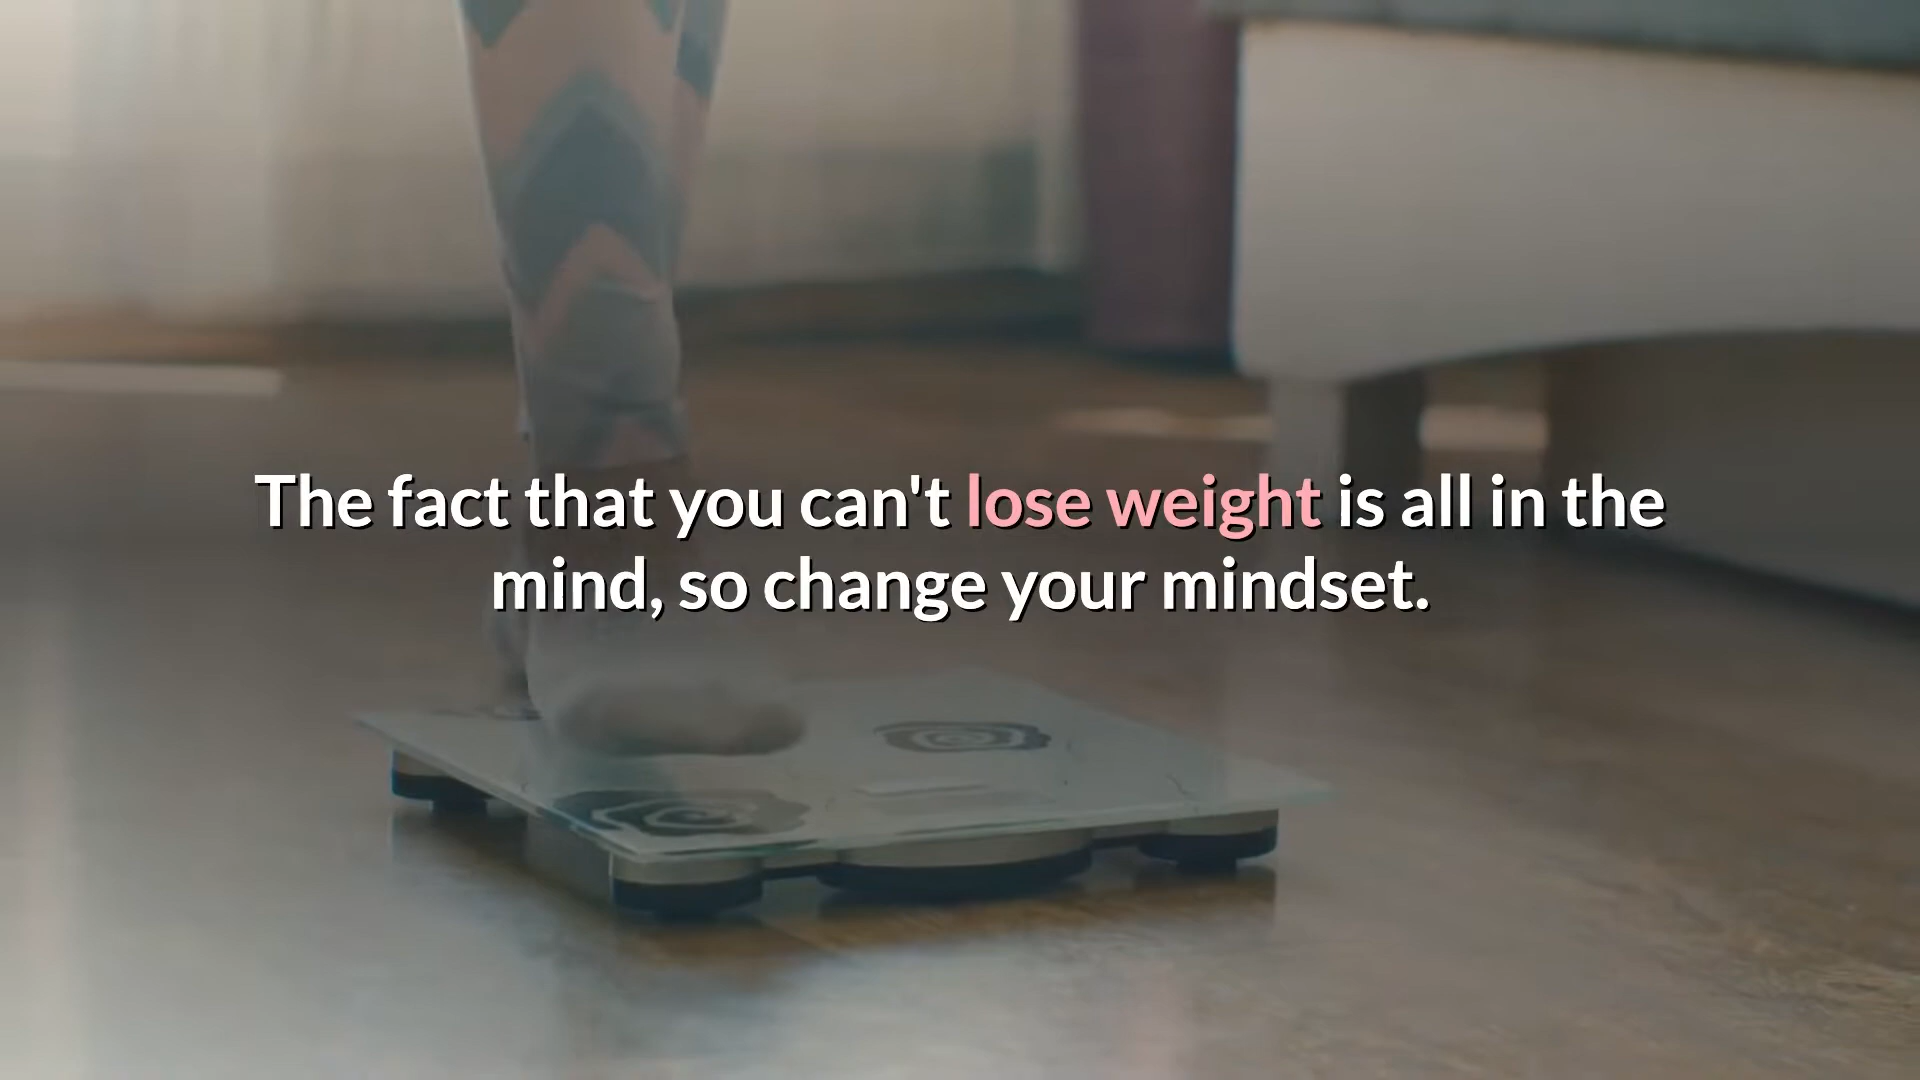 The fact that you can't lose weight is all in the
mind, so change your mindset.